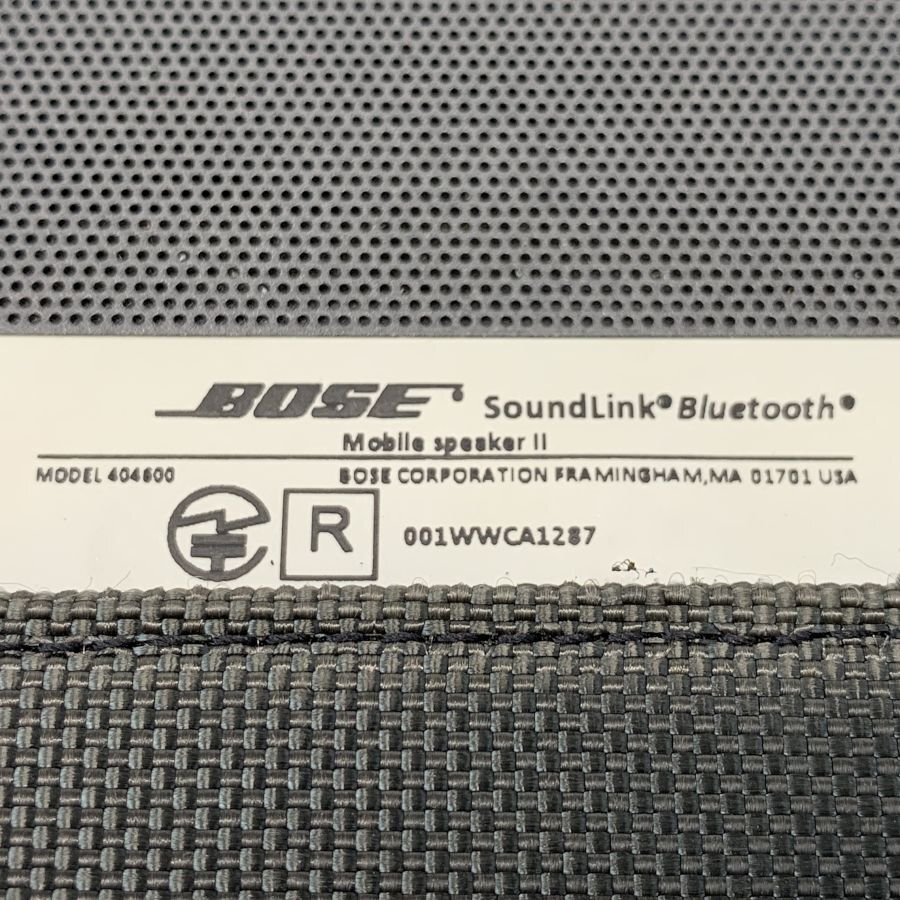 BOSE® SoundLink® Bluetooth®
Mobile speaker II
MODEL 404600 BOSE CORPORATION FRAMINGHAM, MA 01701 USA
R 001WWCA1287